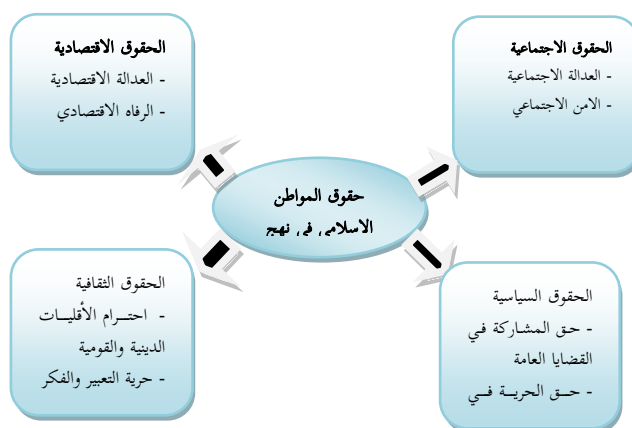 الحقوق الاجتماعية
- العدالة الاجتماعية
- الامن الاجتماعي
الحقوق الاقتصادية
- العدالة الاقتصادية
- الرفاه الاقتصادي
حقوق المواطن
الاسلامي في نهج
الحقوق السياسية
- حق المشاركة في
القضايا العامة
- حق الحرية في
الحقوق الثقافية
- احترام الأقليات
الدينية والقومية
- حرية التعبير والفكر